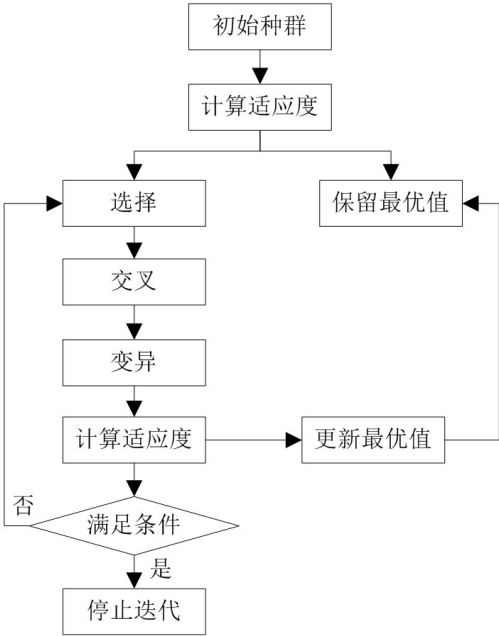 初始种群
计算适应度
选择
保留最优值
交叉
变异
计算适应度
更新最优值
否
满足条件
是
停止迭代